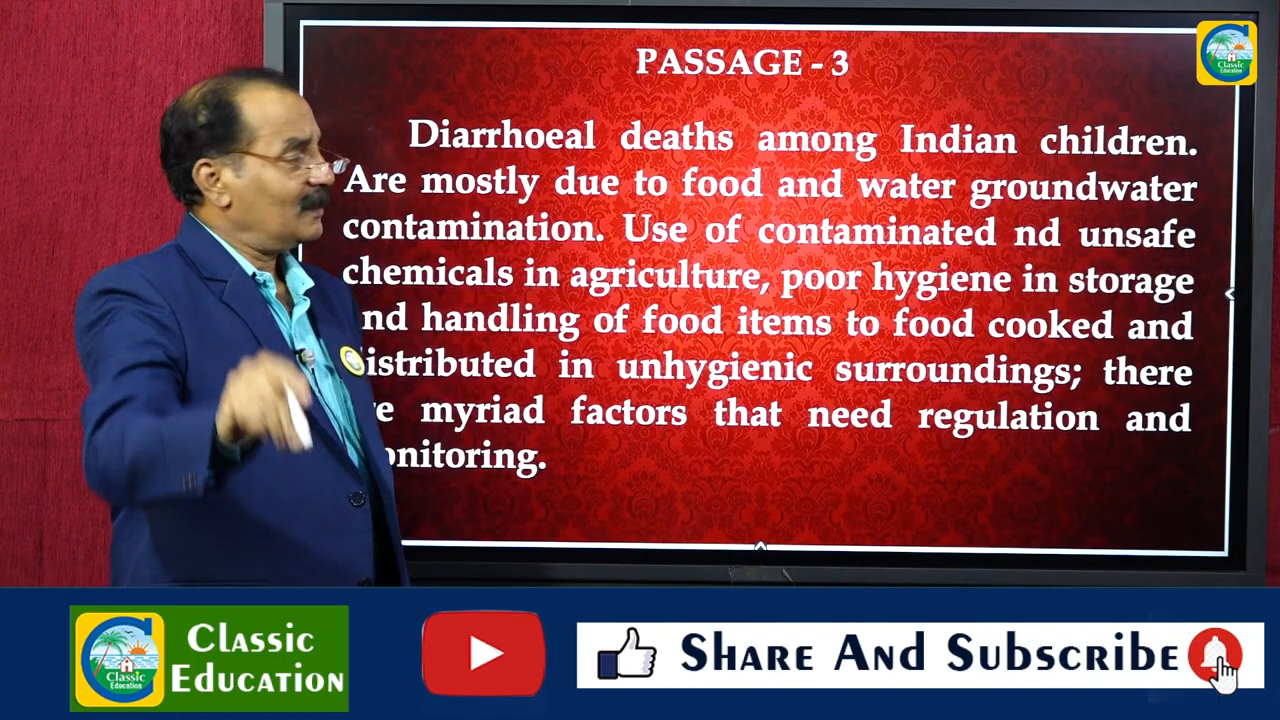 PASSAGE - 3
Classic
Education
Diarrhoeal deaths among Indian children.
Are mostly due to food and water groundwater
contamination. Use of contaminated nd unsafe
chemicals in agriculture, poor hygiene in storage
nd handling of food items to food cooked and
istributed in unhygienic surroundings; there
e myriad factors that need regulation and
onitoring.
Classic
Education
Classic
Education
Share And Subscribe